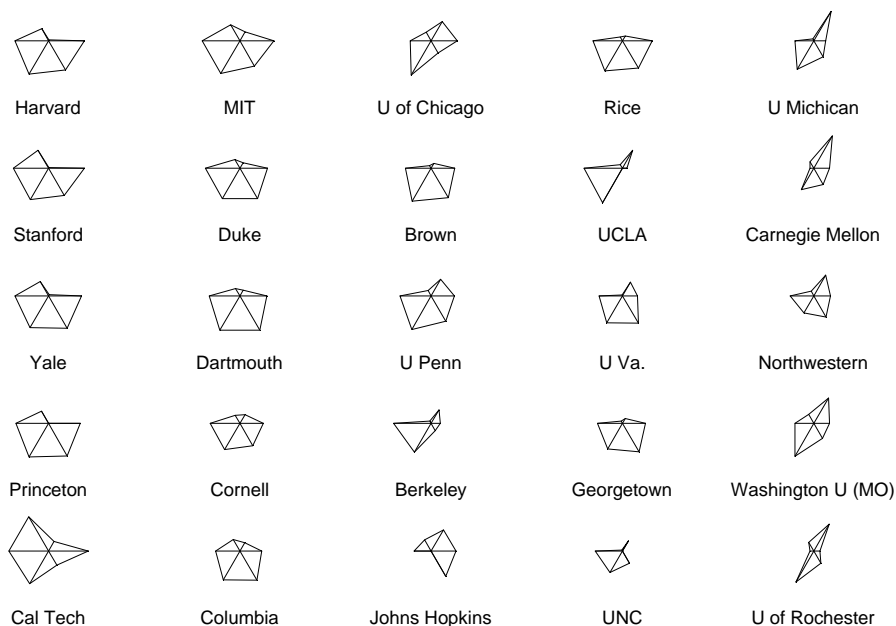 Harvard MIT U of Chicago Rice U Michican
Stanford Duke Brown UCLA Carnegie Mellon
Yale Dartmouth U Penn U Va. Northwestern
Princeton Cornell Berkeley Georgetown Washington U (MO)
Cal Tech Columbia Johns Hopkins UNC U of Rochester